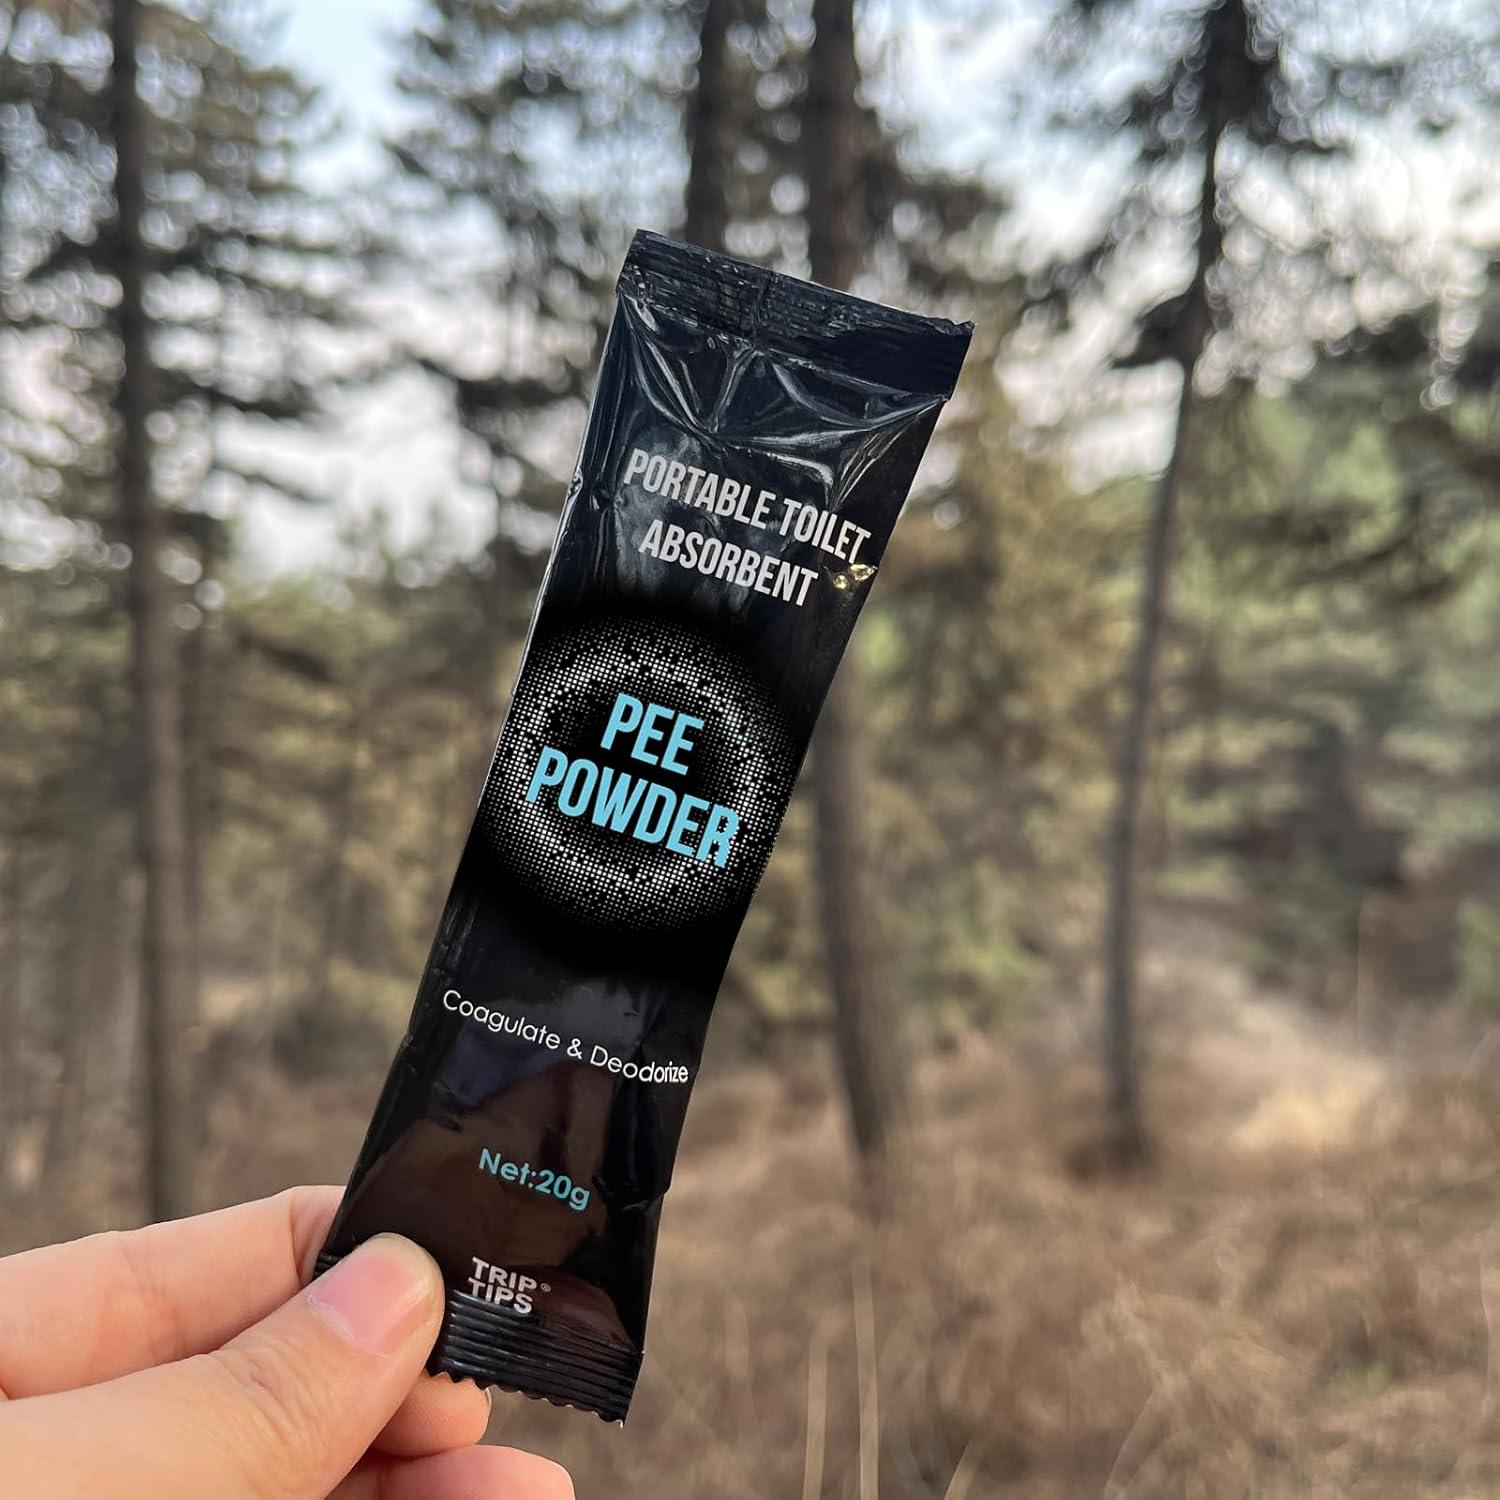 PORTABLE TOILET
ABSORBENT
PEE
POWDER
Coagulate & Deodorize
Net:20g
TRIP®
TIPS